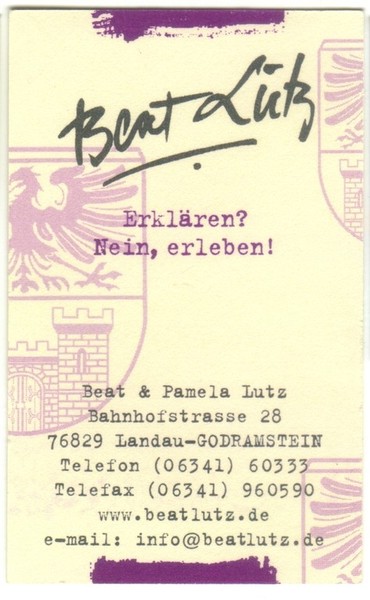 Beat Lutz
Erklären?
Nein, erleben!
Beat & Pamela Lutz
Bahnhofstrasse 28
76829 Landau-GODRAMSTEIN
Telefon (06341) 60333
Telefax (06341) 960590
www.beatlutz.de
e-mail: info@beatlutz.de